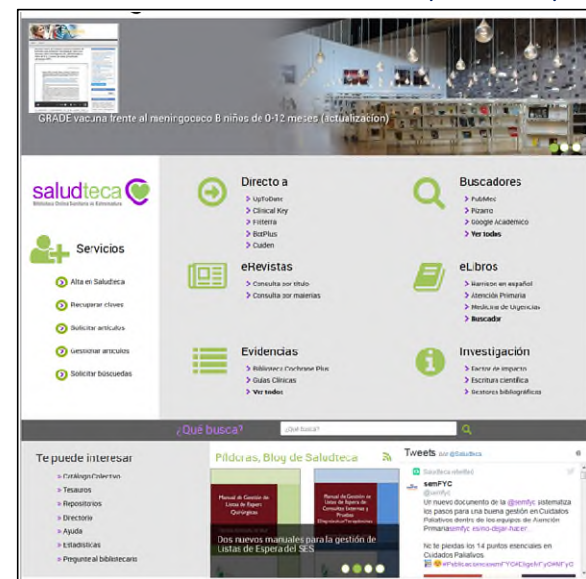 GRADE vacuna frente al meningococo B niños de 0-12 meses (actualización)
saludteca
Biblioteca Online Sanitaria de Extremadura
Servicios
Alta en Saludteca
Recuperar claves
Solicitar artículos
Gestionar artículos
Solicitar búsquedas
Directo a
UpToDate
Clinical Key
Fisterra
BotPlus
Cuiden
Buscadores
PubMed
Pizarro
Google Académico
Ver todos
eRevistas
Consulta por título
Consulta por materias
eLibros
Harrison en español
Atención Primaria
Medicina de Urgencias
Buscador
Evidencias
Biblioteca Cochrane Plus
Guías Clínicas
Ver todos
Investigación
Factor de impacto
Escritura científica
Gestores bibliográficos
¿Qué busca?
¿Qué busca?
Te puede interesar
Catálogo Colectivo
Tesauros
Repositorios
Directorio
Ayuda
Estadísticas
Pregunte al bibliotecario
Píldoras, Blog de Saludteca
Manual de Gestión de
Listas de Espera
Quirúrgicas
Manual de Gestión de
Listas de Espera de
Consultas Externas y
Pruebas
Diagnóstico/Terapéuticas
Dos nuevos manuales para la gestión de
Listas de Espera del SES
Tweets por @Saludteca
Saludteca retwitteó
semFYC
@semfyc
Un nuevo documento de la @semfyc sistematiza
los pasos para una buena gestión en Cuidados
Paliativos dentro de los equipos de Atención
Primaria
No te pierdas los 14 puntos esenciales en
Cuidados Paliativos